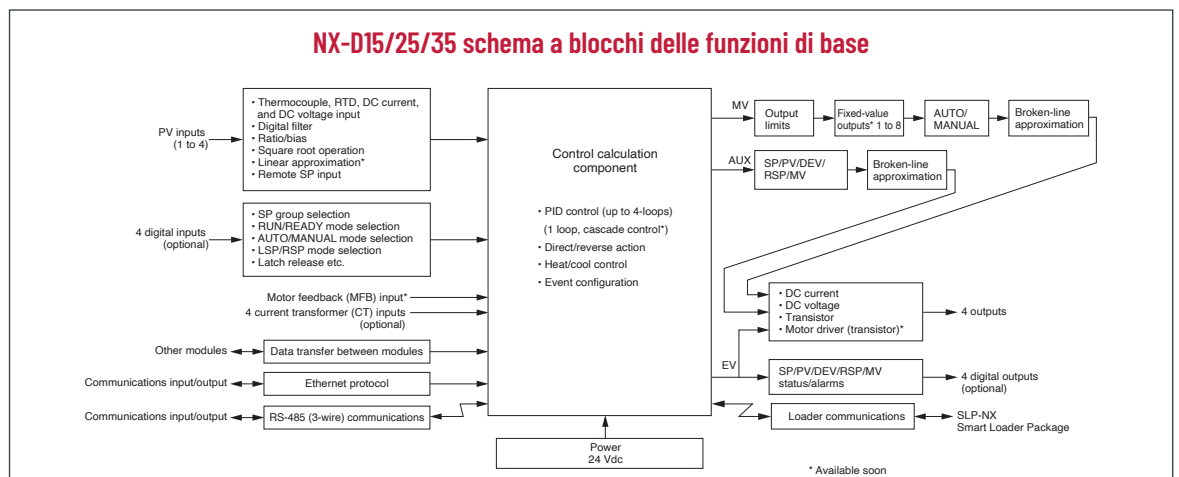 NX-D15/25/35 schema a blocchi delle funzioni di base
PV inputs
(1 to 4)
• Thermocouple, RTD, DC current,
and DC voltage input
• Digital filter
• Ratio/bias
• Square root operation
• Linear approximation*
• Remote SP input
4 digital inputs
(optional)
• SP group selection
• RUN/READY mode selection
• AUTO/MANUAL mode selection
• LSP/RSP mode selection
• Latch release etc.
Motor feedback (MFB) input*
4 current transformer (CT) inputs
(optional)
Other modules
Data transfer between modules
Communications input/output
Ethernet protocol
Communications input/output
RS-485 (3-wire) communications
Control calculation
component
• PID control (up to 4-loops)
(1 loop, cascade control*)
• Direct/reverse action
• Heat/cool control
• Event configuration
Power
24 Vdc
MV
Output
limits
Fixed-value
outputs* 1 to 8
AUTO/
MANUAL
Broken-line
approximation
AUX
SP/PV/DEV/
RSP/MV
Broken-line
approximation
• DC current
• DC voltage
• Transistor
• Motor driver (transistor)*
4 outputs
EV
SP/PV/DEV/RSP/MV
status/alarms
4 digital outputs
(optional)
Loader communications
SLP-NX
Smart Loader Package
* Available soon